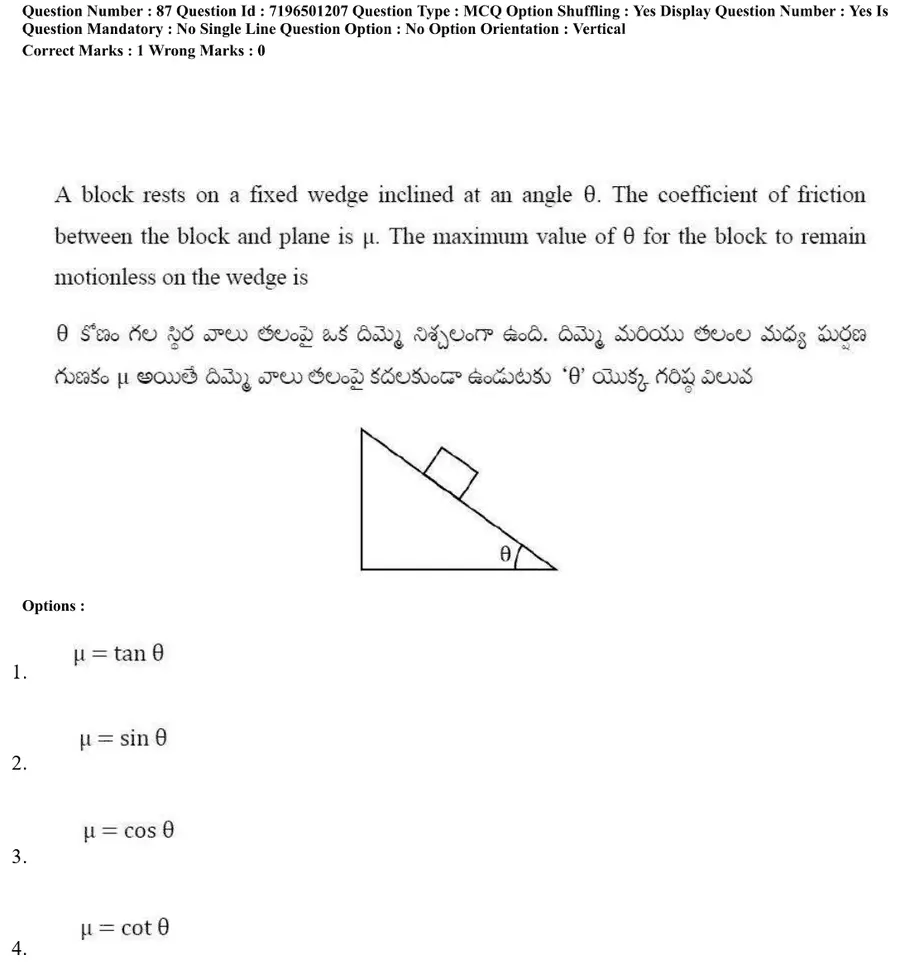 Question Number : 87 Question Id : 7196501207 Question Type : MCQ Option Shuffling : Yes Display Question Number : Yes Is
Question Mandatory : No Single Line Question Option : No Option Orientation : Vertical
Correct Marks : 1 Wrong Marks : 0
A block rests on a fixed wedge inclined at an angle θ. The coefficient of friction
between the block and plane is μ. The maximum value of θ for the block to remain
motionless on the wedge is
θ కోణం గల స్థిర వాలు తలంపై ఒక దిమ్మె నిశ్చలంగా ఉంది. దిమ్మె మరియు తలంల మధ్య ఘర్షణ
గుణకం μ అయితే దిమ్మె వాలు తలంపై కదలకుండా ఉండుటకు ‘θ’ యొక్క గరిష్ఠ విలువ
θ
Options :
1. μ = tan θ
2. μ = sin θ
3. μ = cos θ
4. μ = cot θ